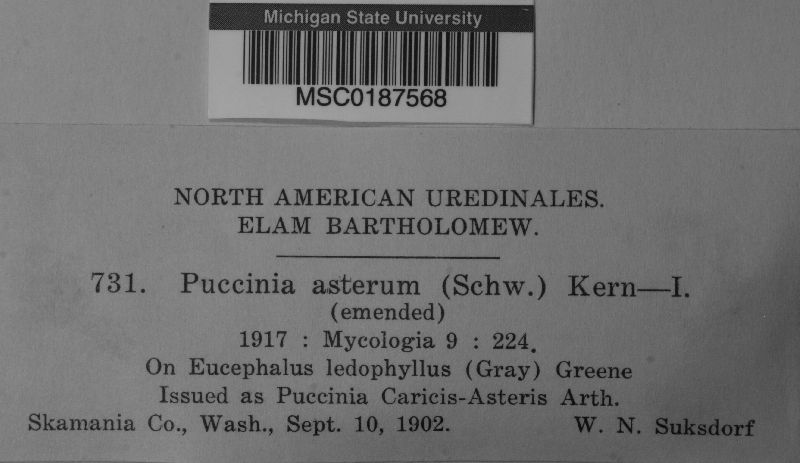 Michigan State University
MSC0187568
NORTH AMERICAN UREDINALES.
ELAM BARTHOLOMEW.
731. Puccinia asterum (Schw.) Kern—I.
(emended)
1917 : Mycologia 9 : 224.
On Eucephalus ledophyllus (Gray) Greene
Issued as Puccinia Caricis-Asteris Arth.
Skamania Co., Wash., Sept. 10, 1902. W. N. Suksdorf